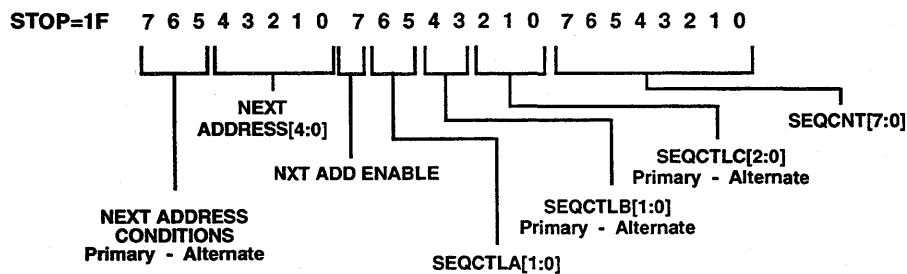 STOP=1F 7 6 5 4 3 2 1 0 7 6 5 4 3 2 1 0 7 6 5 4 3 2 1 0
NEXT
ADDRESS[4:0]
SEQCNT[7:0]
SEQCTLC[2:0]
Primary - Alternate
NXT ADD ENABLE
SEQCTLB[1:0]
Primary - Alternate
NEXT ADDRESS
CONDITIONS
Primary - Alternate
SEQCTLA[1:0]